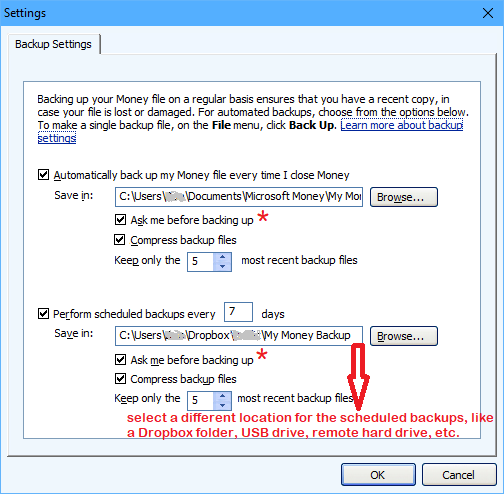 Settings
Backup Settings
Backing up your Money file on a regular basis ensures that you have a recent copy, in
case your file is lost or damaged. For automated backups, choose from the options below.
To make a single backup file, on the File menu, click Back Up. Learn more about backup
settings
Automatically back up my Money file every time I close Money
Save in: C:\Users\ \Documents\Microsoft Money\My Mon Browse...
Ask me before backing up *
Compress backup files
Keep only the 5 most recent backup files
Perform scheduled backups every 7 days
Save in: C:\Users\ \Dropbox\ \My Money Backup Browse...
Ask me before backing up *
Compress backup files
Keep only the 5 most recent backup files
select a different location for the scheduled backups, like
a Dropbox folder, USB drive, remote hard drive, etc.
OK Cancel